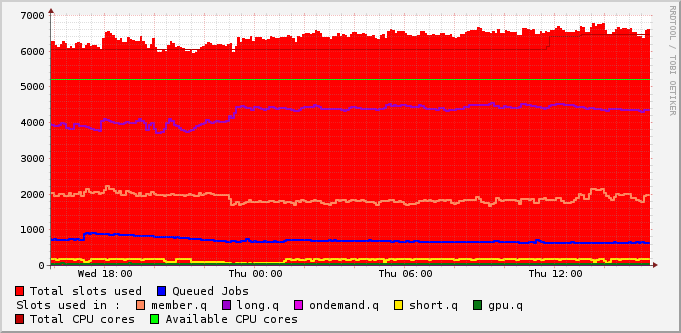 7000
6000
5000
4000
3000
2000
1000
0
Wed 18:00 Thu 00:00 Thu 06:00 Thu 12:00
Total slots used Queued Jobs
Slots used in : member.q long.q ondemand.q short.q gpu.q
Total CPU cores Available CPU cores
RRDTOOL / TOBI OETIKER